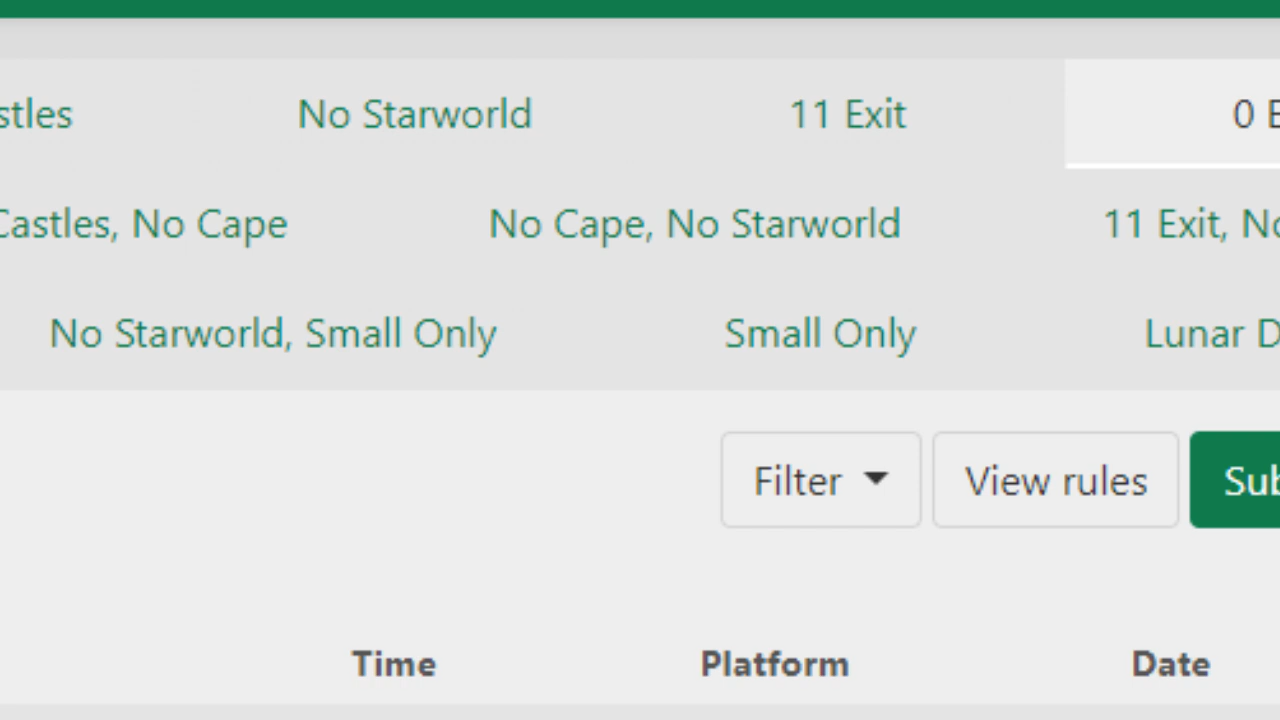 stles No Starworld 11 Exit 0 E
Castles, No Cape No Cape, No Starworld 11 Exit, No
No Starworld, Small Only Small Only Lunar D
Filter View rules Sub
Time Platform Date